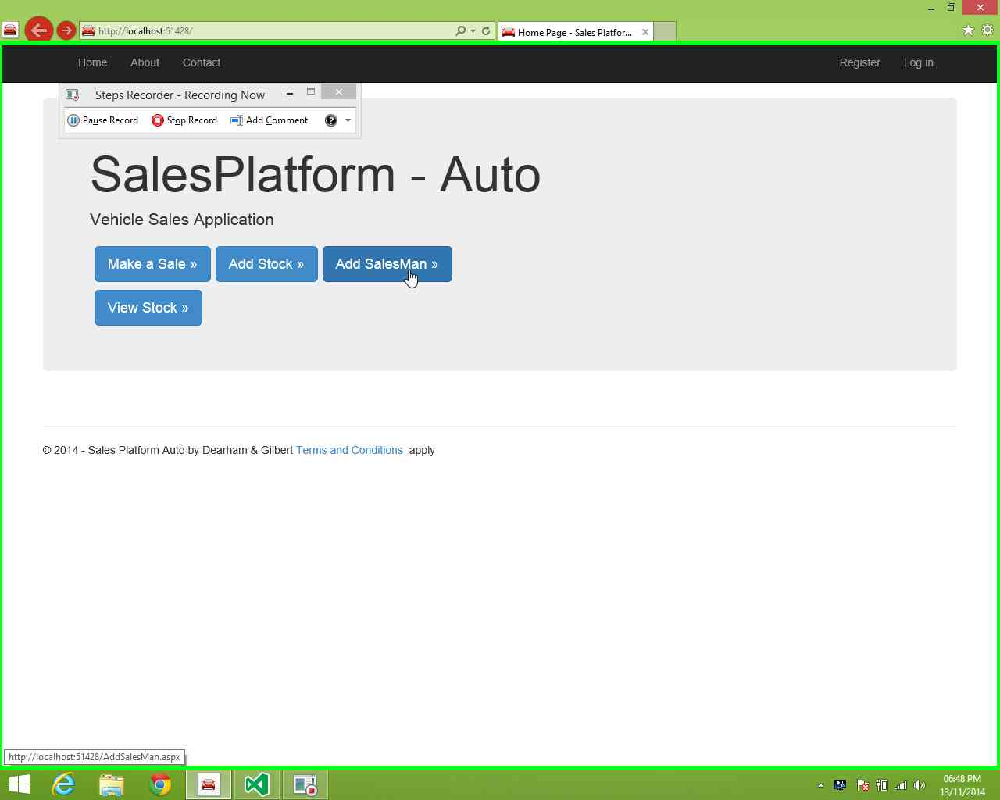 http://localhost:51428/
Home Page - Sales Platfor...
Home About Contact Register Log in
Steps Recorder - Recording Now
Pause Record Stop Record Add Comment
SalesPlatform - Auto
Vehicle Sales Application
Make a Sale » Add Stock » Add SalesMan »
View Stock »
© 2014 - Sales Platform Auto by Dearham & Gilbert Terms and Conditions apply
http://localhost:51428/AddSalesMan.aspx
06:48 PM
13/11/2014